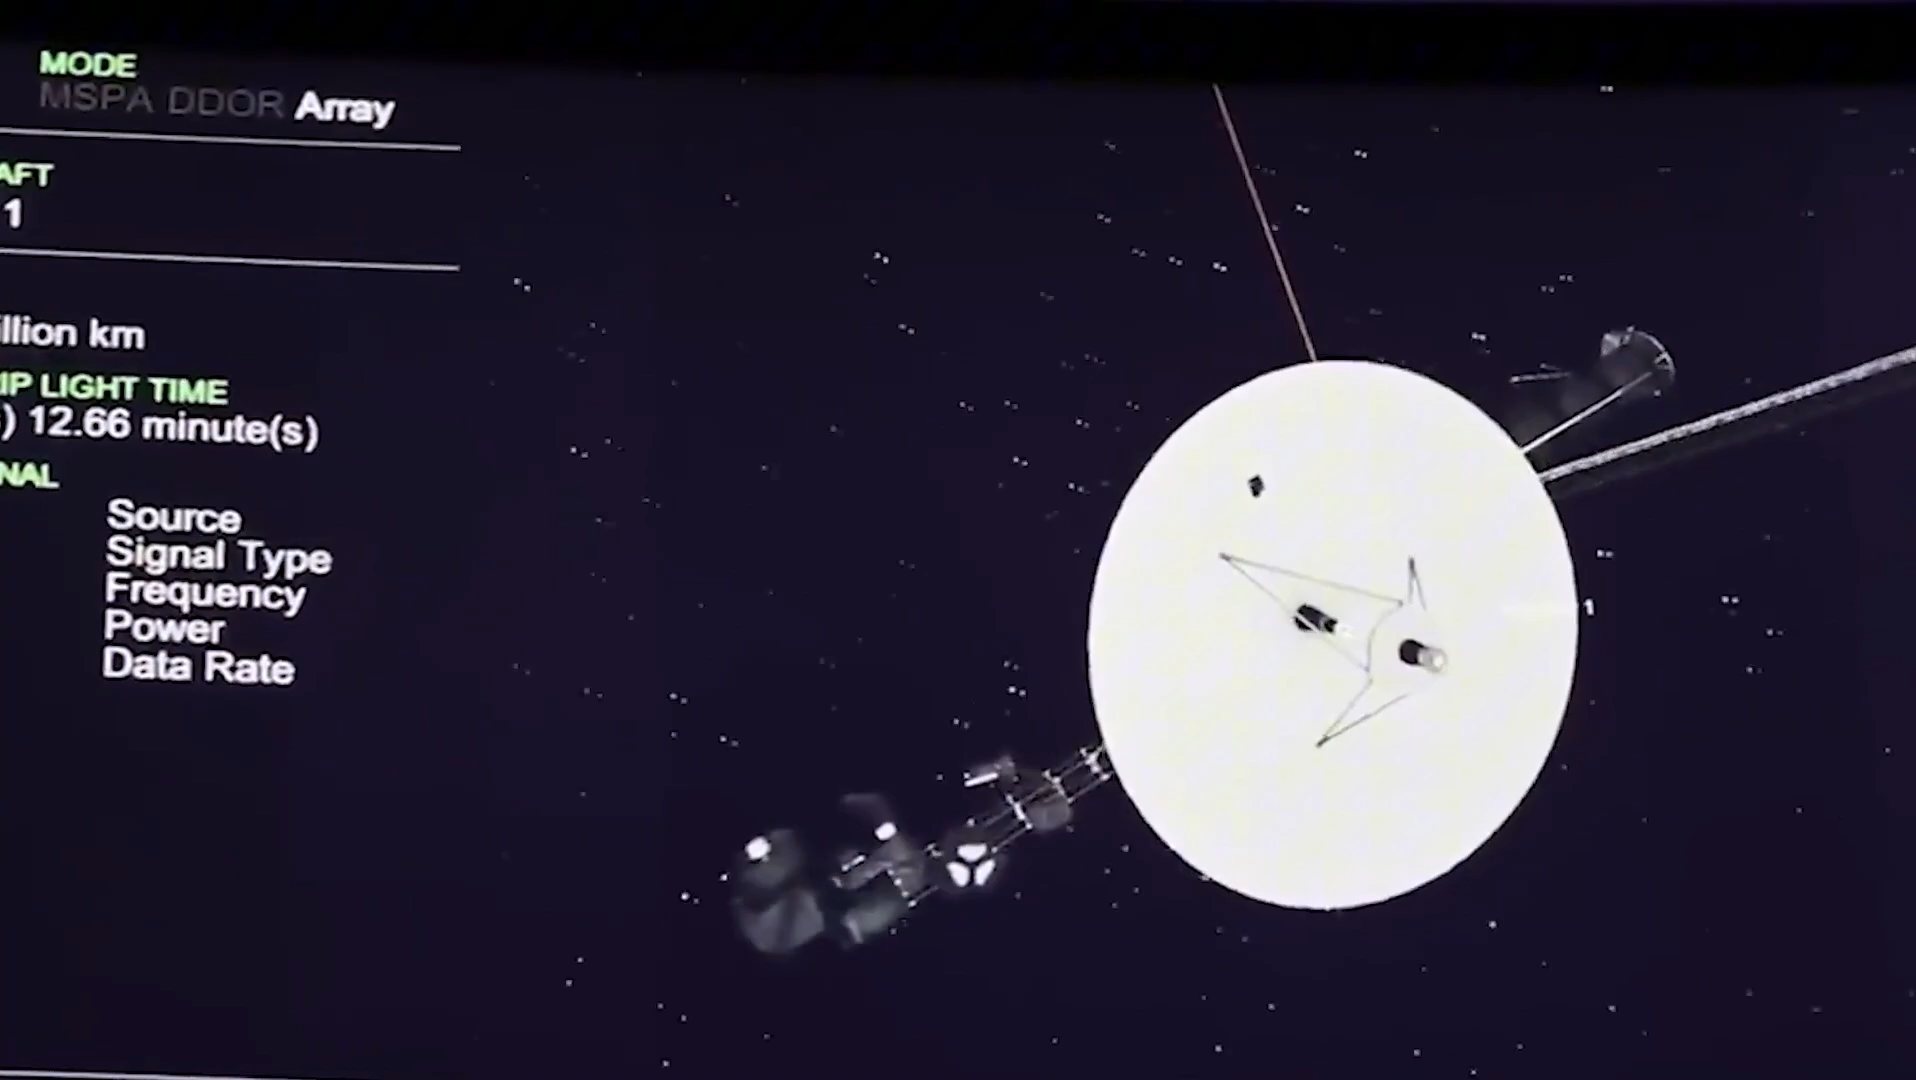 MODE
MSPA DDOR Array
AFT
1
illion km
IP LIGHT TIME
) 12.66 minute(s)
NAL
Source
Signal Type
Frequency
Power
Data Rate
1